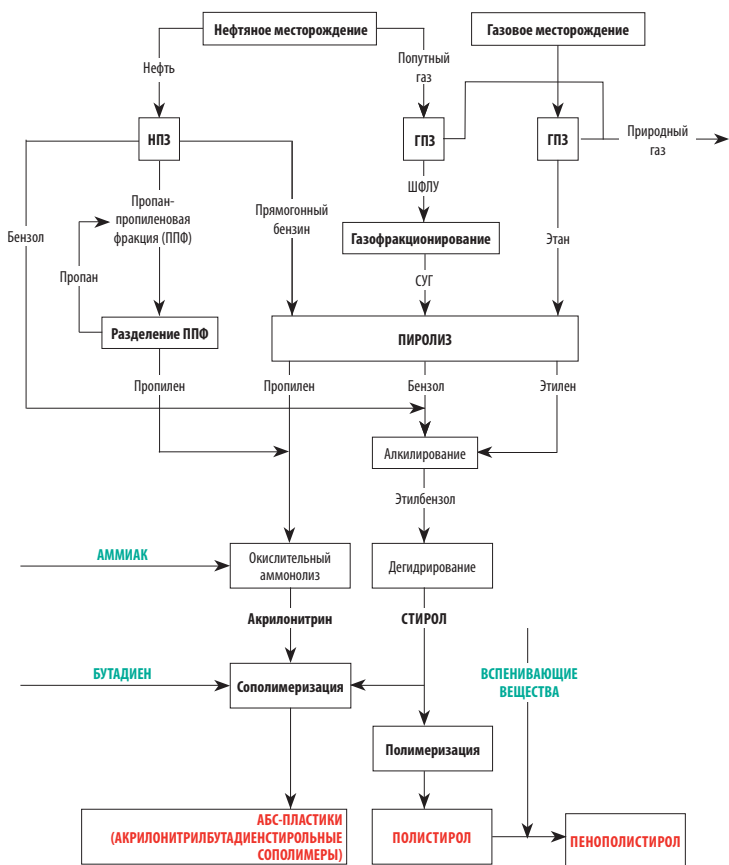 Нефтяное месторождение
Газовое месторождение
Нефть
Попутный
газ
НПЗ
ГПЗ
ГПЗ
Природный
газ
ШФЛУ
Пропан-
пропиленовая
фракция (ППФ)
Прямогонный
бензин
Бензол
Газофракционирование
Этан
Пропан
СУГ
Разделение ППФ
ПИРОЛИЗ
Пропилен
Пропилен
Бензол
Этилен
Алкилирование
Этилбензол
АММИАК
Окислительный
аммонолиз
Дегидрирование
Акрилонитрин
СТИРОЛ
БУТАДИЕН
Сополимеризация
ВСПЕНИВАЮЩИЕ
ВЕЩЕСТВА
Полимеризация
АБС-ПЛАСТИКИ
(АКРИЛОНИТРИЛБУТАДИЕНСТИРОЛЬНЫЕ
СОПОЛИМЕРЫ)
ПОЛИСТИРОЛ
ПЕНОПОЛИСТИРОЛ